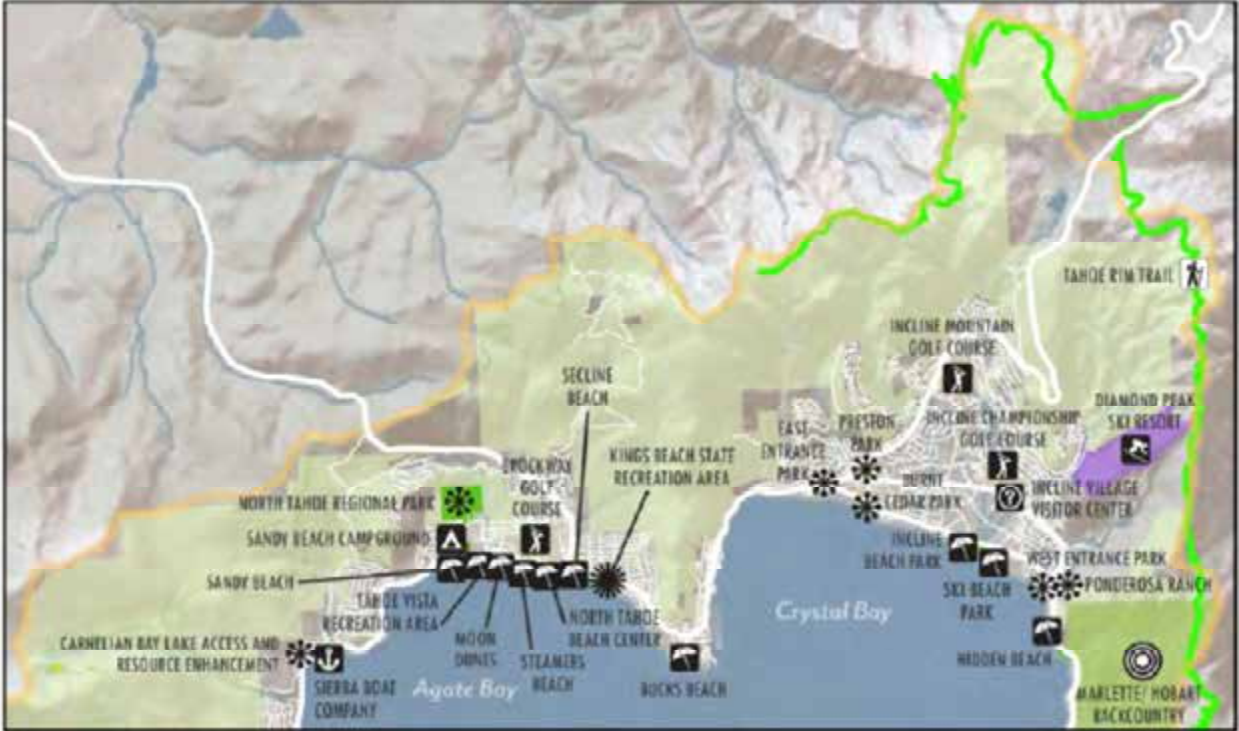 TAHOE RIM TRAIL
INCLINE MOUNTAIN
GOLF COURSE
SECLINE
BEACH
DIAMOND PEAK
SKI RESORT
PRESTON
PARK
INCLINE CHAMPIONSHIP
GOLF COURSE
EAST
ENTRANCE
PARK
KINGS BEACH STATE
RECREATION AREA
BROCKWAY
GOLF
COURSE
BURNT
CEDAR PARK
INCLINE VILLAGE
VISITOR CENTER
NORTH TAHOE REGIONAL PARK
SANDY BEACH CAMPGROUND
INCLINE
BEACH PARK
WEST ENTRANCE PARK
SANDY BEACH
PONDEROSA RANCH
SKI BEACH
PARK
TAHOE VISTA
RECREATION AREA
NORTH TAHOE
BEACH CENTER
Crystal Bay
MOON
DUNES
CARNELIAN BAY LAKE ACCESS AND
RESOURCE ENHANCEMENT
STEAMERS
BEACH
HIDDEN BEACH
SIERRA BOAT
COMPANY
Agate Bay
BUCKS BEACH
MARLETTE/ HOBART
BACKCOUNTRY